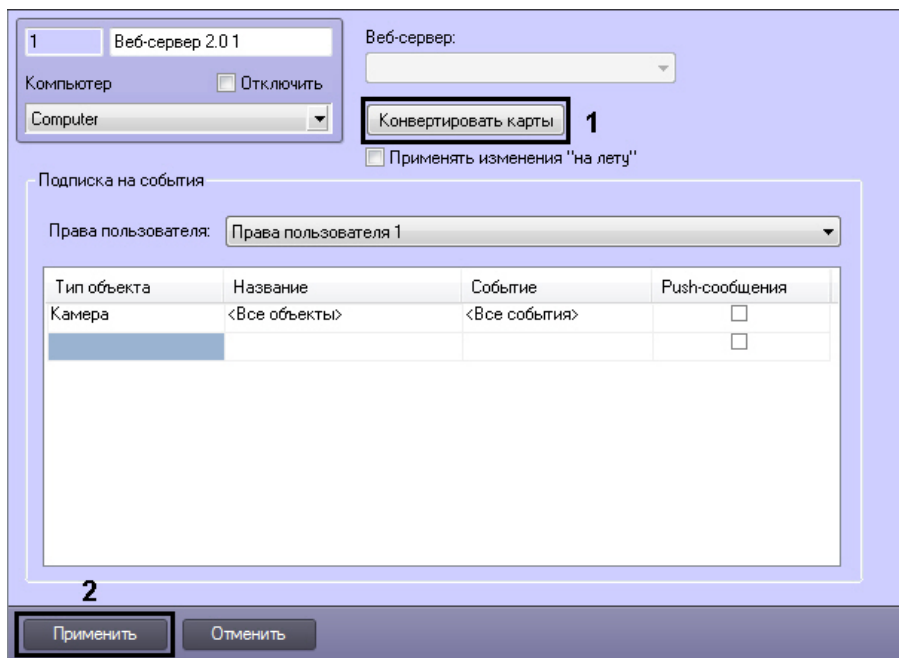 1 Веб-сервер 2.0 1
Веб-сервер:
Компьютер Отключить
Computer
Конвертировать карты 1
Применять изменения "на лету"
Подписка на события
Права пользователя: Права пользователя 1
Тип объекта Название Событие Push-сообщения
Камера <Все объекты> <Все события>
2
Применить Отменить